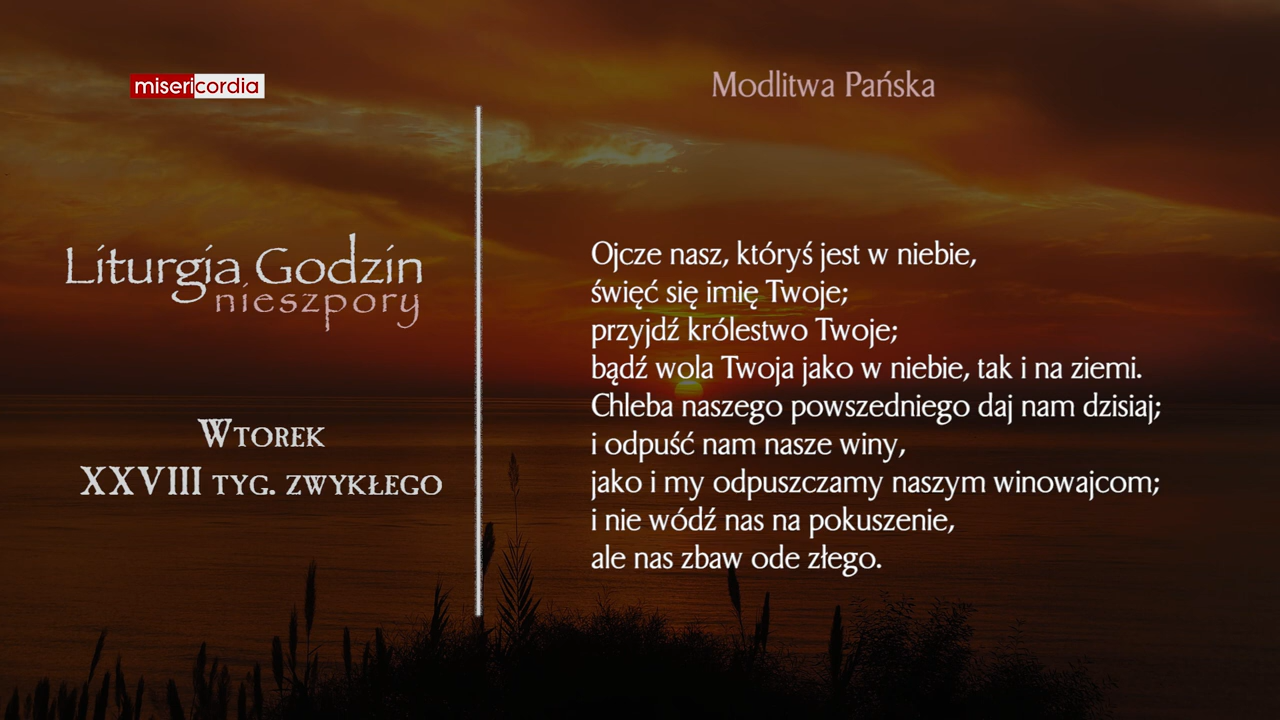 misericordia
Liturgia Godzin
nieszpory
Wtorek
XXVIII tyg. zwykłego
Modlitwa Pańska
Ojcze nasz, któryś jest w niebie,
święć się imię Twoje;
przyjdź królestwo Twoje;
bądź wola Twoja jako w niebie, tak i na ziemi.
Chleba naszego powszedniego daj nam dzisiaj;
i odpuść nam nasze winy,
jako i my odpuszczamy naszym winowajcom;
i nie wódź nas na pokuszenie,
ale nas zbaw ode złego.